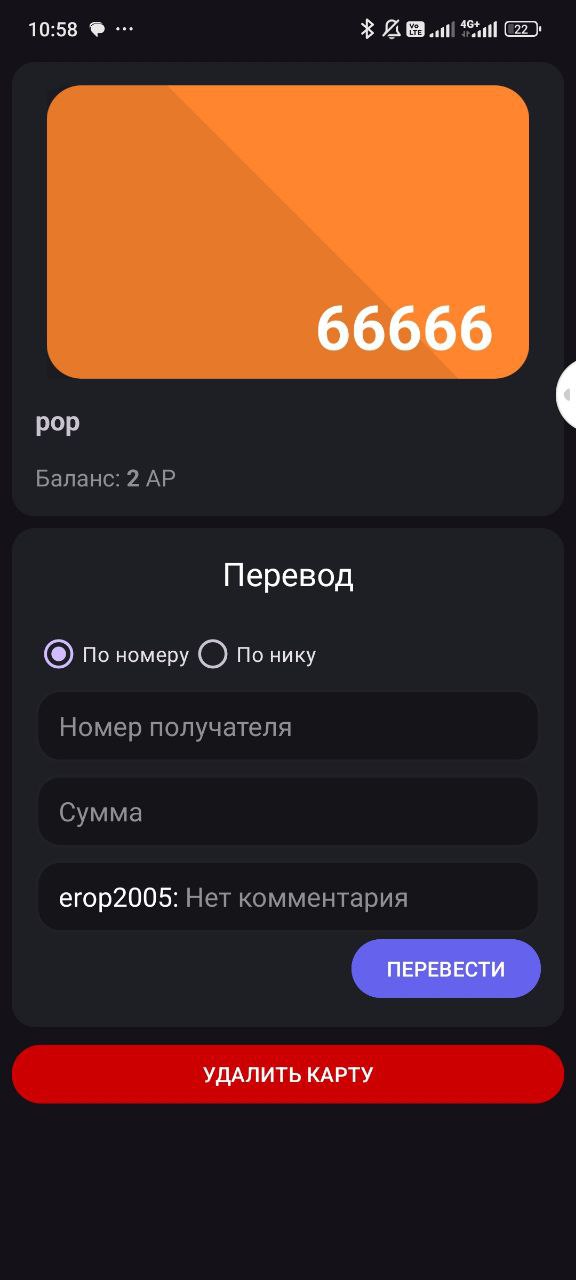 10:58 Vo LTE 4G+ 22
66666
pop
Баланс: 2 АР
Перевод
По номеру По нику
Номер получателя
Сумма
erop2005: Нет комментария
ПЕРЕВЕСТИ
УДАЛИТЬ КАРТУ